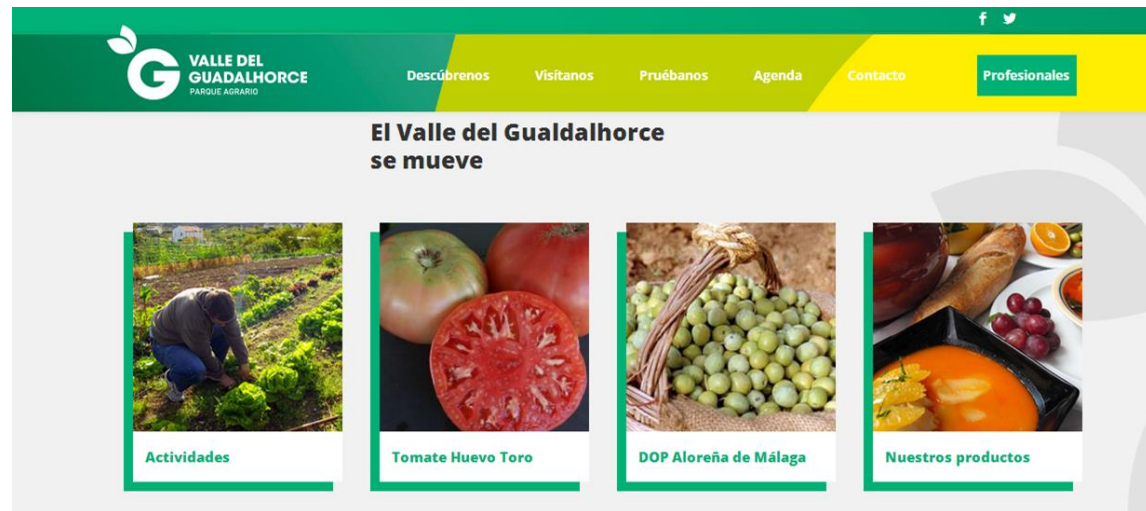 VALLE DEL
GUADALHORCE
PARQUE AGRARIO
Descúbrenos Visítanos Pruébanos Agenda Contacto Profesionales
El Valle del Gualdalhorce
se mueve
Actividades Tomate Huevo Toro DOP Aloreña de Málaga Nuestros productos